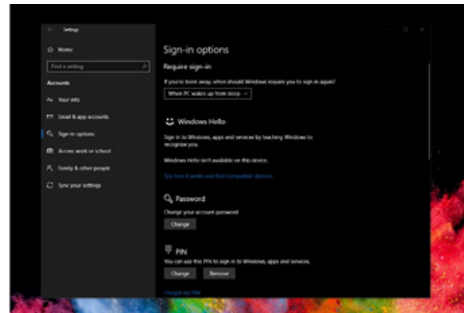 Settings
Home
Find a setting
Accounts
Your info
Email & app accounts
Sign-in options
Access work or school
Family & other people
Sync your settings
Sign-in options
Require sign-in
If you've been away, when should Windows require you to sign in again?
When PC wakes up from sleep
Windows Hello
Sign in to Windows, apps and services by teaching Windows to
recognize you.
Windows Hello isn't available on this device.
See how it works and find compatible devices.
Password
Change your account password
Change
PIN
You can use this PIN to sign in to Windows, apps and services.
Change Remove
I forgot my PIN